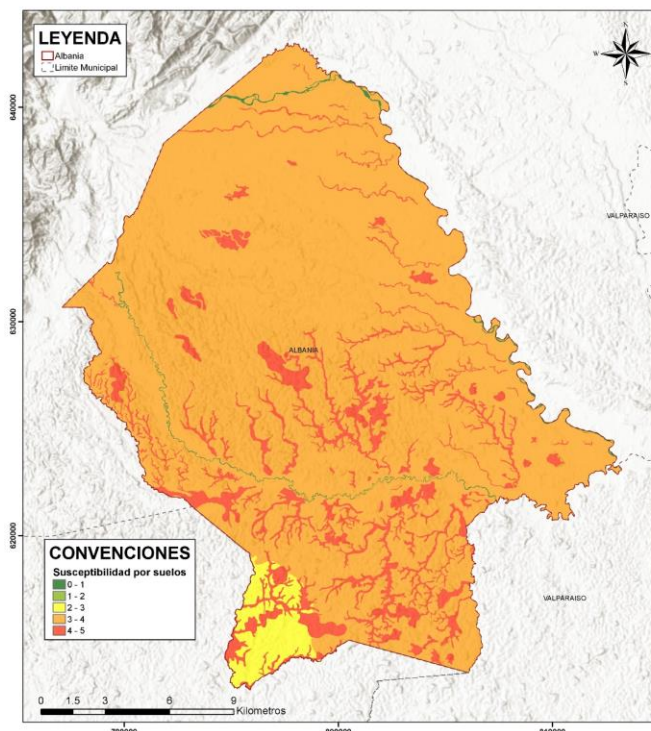 LEYENDA
Albania
Limite Municipal
N
W
E
S
640000
VALPARAISO
630000
ALBANIA
620000
CONVENCIONES
Susceptibilidad por suelos
0 - 1
1 - 2
2 - 3
3 - 4
4 - 5
VALPARAISO
0 1.5 3 6 9
Kilometros